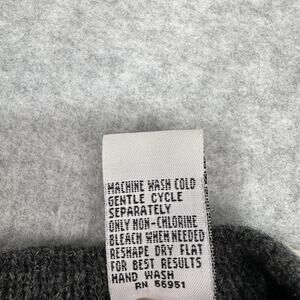 MACHINE WASH COLD
GENTLE CYCLE
SEPARATELY
ONLY NON-CHLORINE
BLEACH WHEN NEEDED
RESHAPE DRY FLAT
FOR BEST RESULTS
HAND WASH
RN 56951